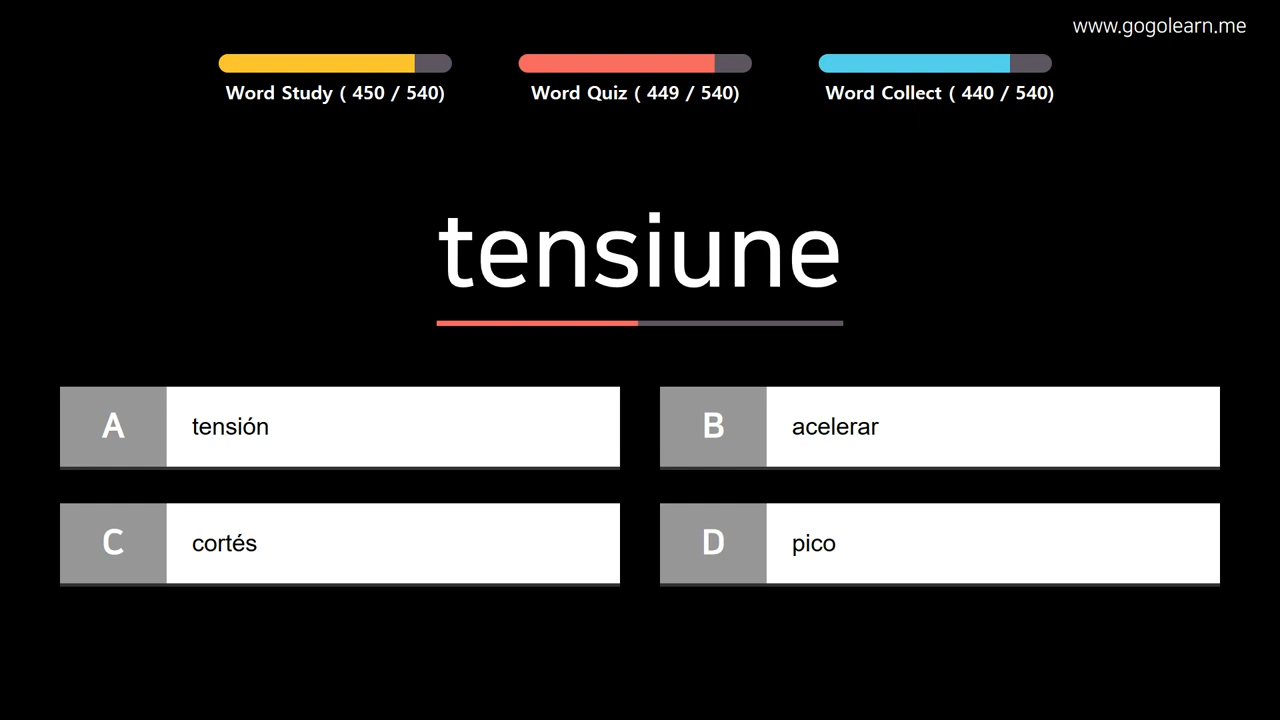 www.gogolearn.me
Word Study ( 450 / 540)
Word Quiz ( 449 / 540)
Word Collect ( 440 / 540)
tensiune
A tensión
B acelerar
C cortés
D pico